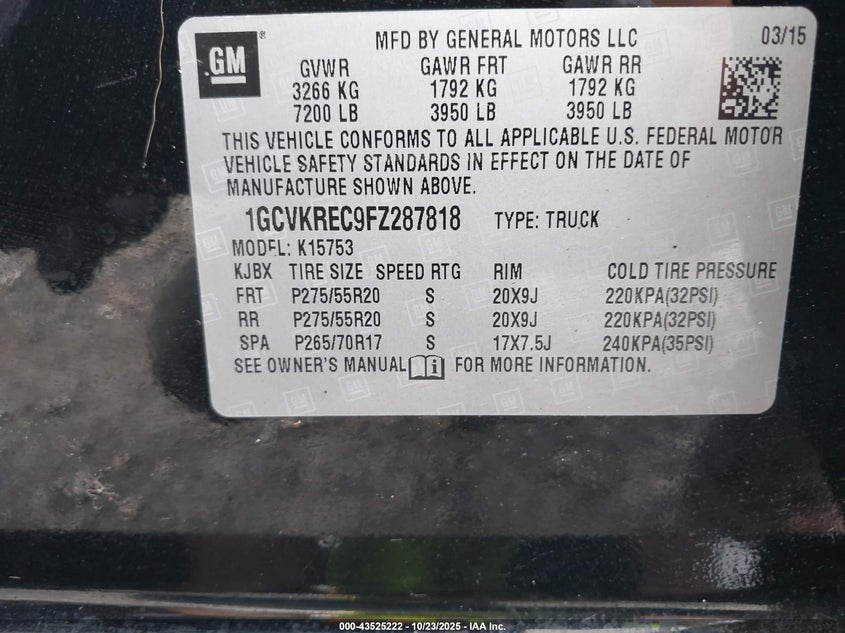 GM
MFD BY GENERAL MOTORS LLC 03/15
GVWR GAWR FRT GAWR RR
3266 KG 1792 KG 1792 KG
7200 LB 3950 LB 3950 LB
THIS VEHICLE CONFORMS TO ALL APPLICABLE U.S. FEDERAL MOTOR
VEHICLE SAFETY STANDARDS IN EFFECT ON THE DATE OF
MANUFACTURE SHOWN ABOVE.
1GCVKREC9FZ287818 TYPE: TRUCK
MODEL: K15753
KJBX TIRE SIZE SPEED RTG RIM COLD TIRE PRESSURE
FRT P275/55R20 S 20X9J 220KPA(32PSI)
RR P275/55R20 S 20X9J 220KPA(32PSI)
SPA P265/70R17 S 17X7.5J 240KPA(35PSI)
SEE OWNER'S MANUAL i FOR MORE INFORMATION.
000-43525222 - 10/23/2025 - IAA Inc.